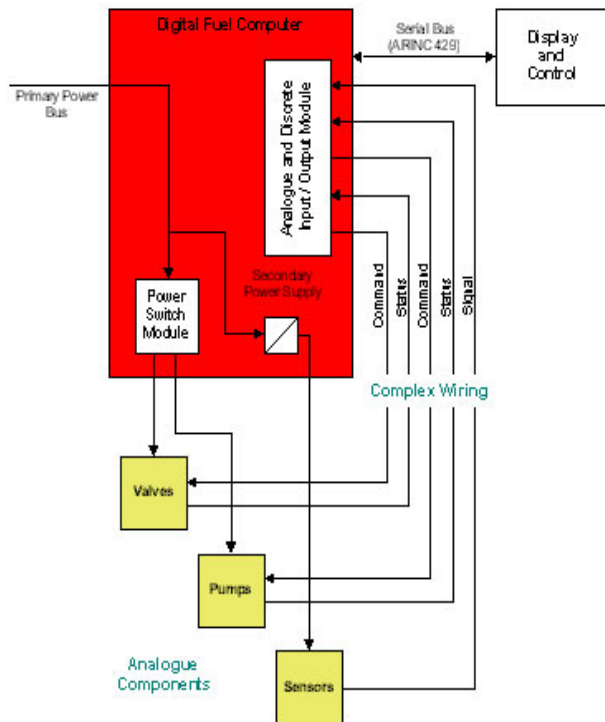 Digital Fuel Computer
Serial Bus
(ARINC 429)
Display
and
Control
Primary Power
Bus
Analogue and Discrete
Input / Output Module
Secondary
Power Supply
Power
Switch
Module
Command
Status
Command
Status
Signal
Complex Wiring
Valves
Pumps
Analogue
Components
Sensors